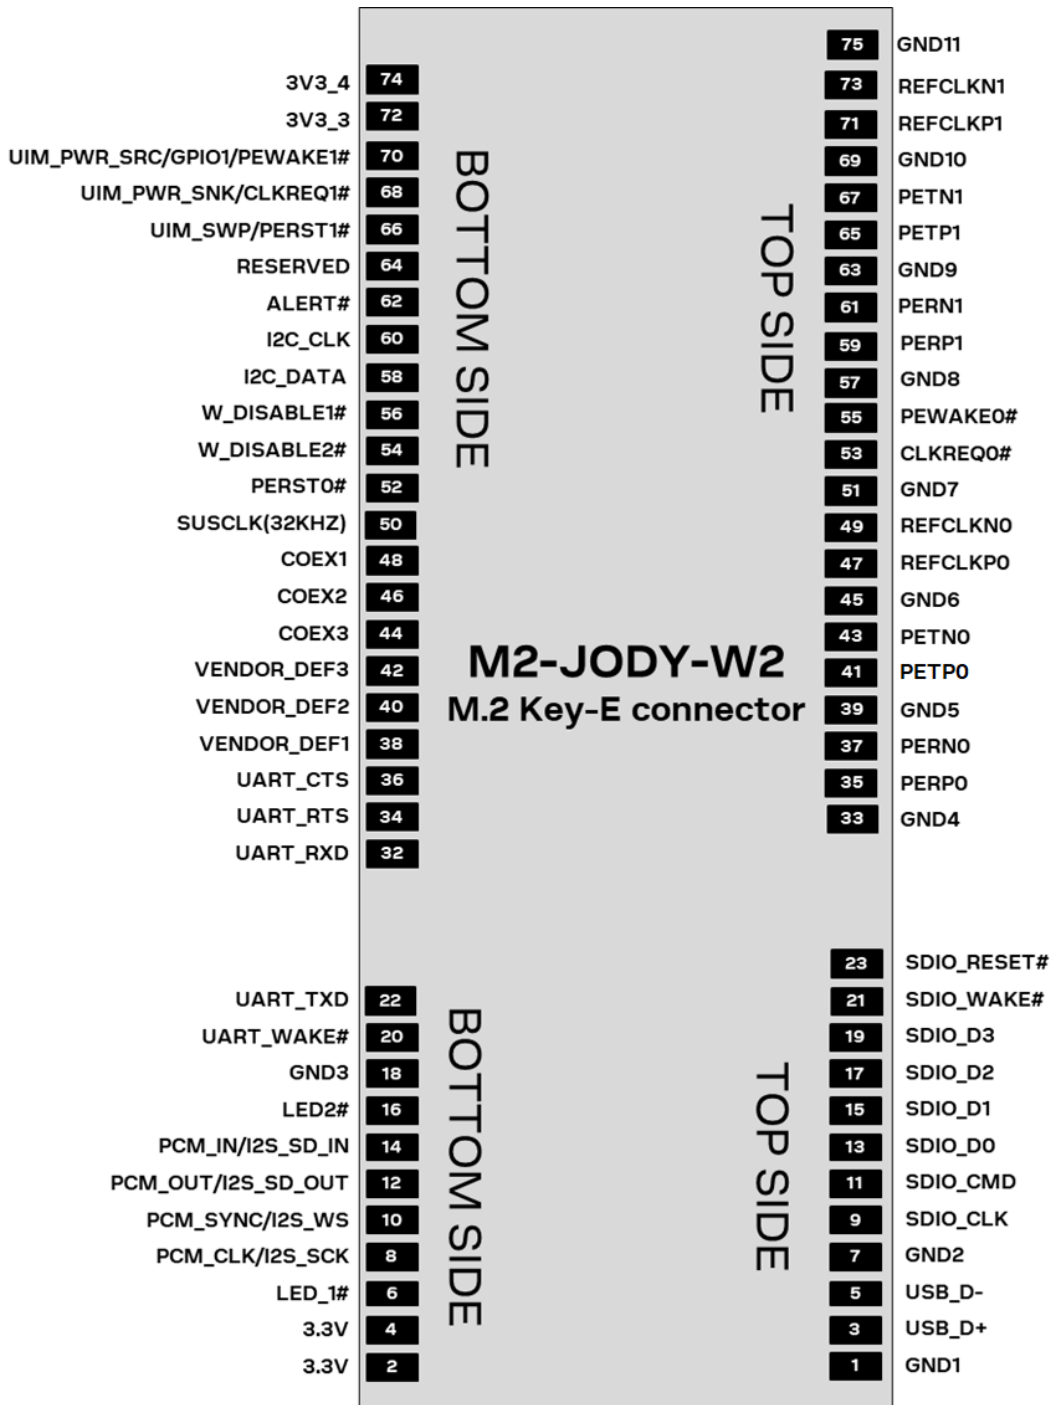 75 GND11
3V3_4 74 73 REFCLKN1
3V3_3 72 71 REFCLKP1
UIM_PWR_SRC/GPIO1/PEWAKE1# 70 69 GND10
UIM_PWR_SNK/CLKREQ1# 68 67 PETN1
UIM_SWP/PERST1# 66 65 PETP1
RESERVED 64 63 GND9
ALERT# 62 61 PERN1
I2C_CLK 60 59 PERP1
I2C_DATA 58 57 GND8
W_DISABLE1# 56 55 PEWAKE0#
W_DISABLE2# 54 53 CLKREQ0#
PERST0# 52 51 GND7
SUSCLK(32KHZ) 50 49 REFCLKN0
COEX1 48 47 REFCLKP0
COEX2 46 45 GND6
COEX3 44 43 PETN0
VENDOR_DEF3 42 41 PETP0
VENDOR_DEF2 40 39 GND5
VENDOR_DEF1 38 37 PERN0
UART_CTS 36 35 PERP0
UART_RTS 34 33 GND4
UART_RXD 32
BOTTOM SIDE
TOP SIDE
M2-JODY-W2
M.2 Key-E connector
23 SDIO_RESET#
UART_TXD 22 21 SDIO_WAKE#
UART_WAKE# 20 19 SDIO_D3
GND3 18 17 SDIO_D2
LED2# 16 15 SDIO_D1
PCM_IN/I2S_SD_IN 14 13 SDIO_D0
PCM_OUT/I2S_SD_OUT 12 11 SDIO_CMD
PCM_SYNC/I2S_WS 10 9 SDIO_CLK
PCM_CLK/I2S_SCK 8 7 GND2
LED_1# 6 5 USB_D-
3.3V 4 3 USB_D+
3.3V 2 1 GND1
BOTTOM SIDE
TOP SIDE